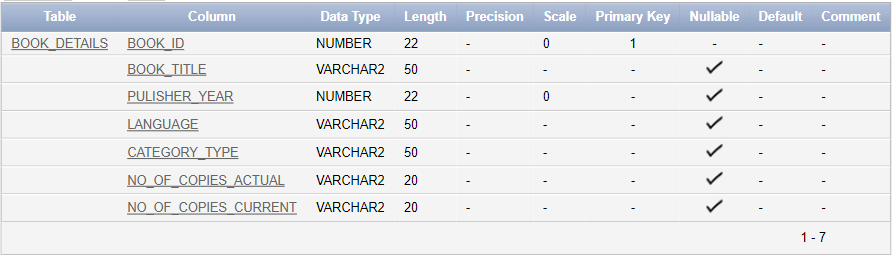 Table Column Data Type Length Precision Scale Primary Key Nullable Default Comment
BOOK_DETAILS BOOK_ID NUMBER 22 - 0 1 - - -
BOOK_TITLE VARCHAR2 50 - - - ✓ - -
PULISHER_YEAR NUMBER 22 - 0 - ✓ - -
LANGUAGE VARCHAR2 50 - - - ✓ - -
CATEGORY_TYPE VARCHAR2 50 - - - ✓ - -
NO_OF_COPIES_ACTUAL VARCHAR2 20 - - - ✓ - -
NO_OF_COPIES_CURRENT VARCHAR2 20 - - - ✓ - -
1 - 7